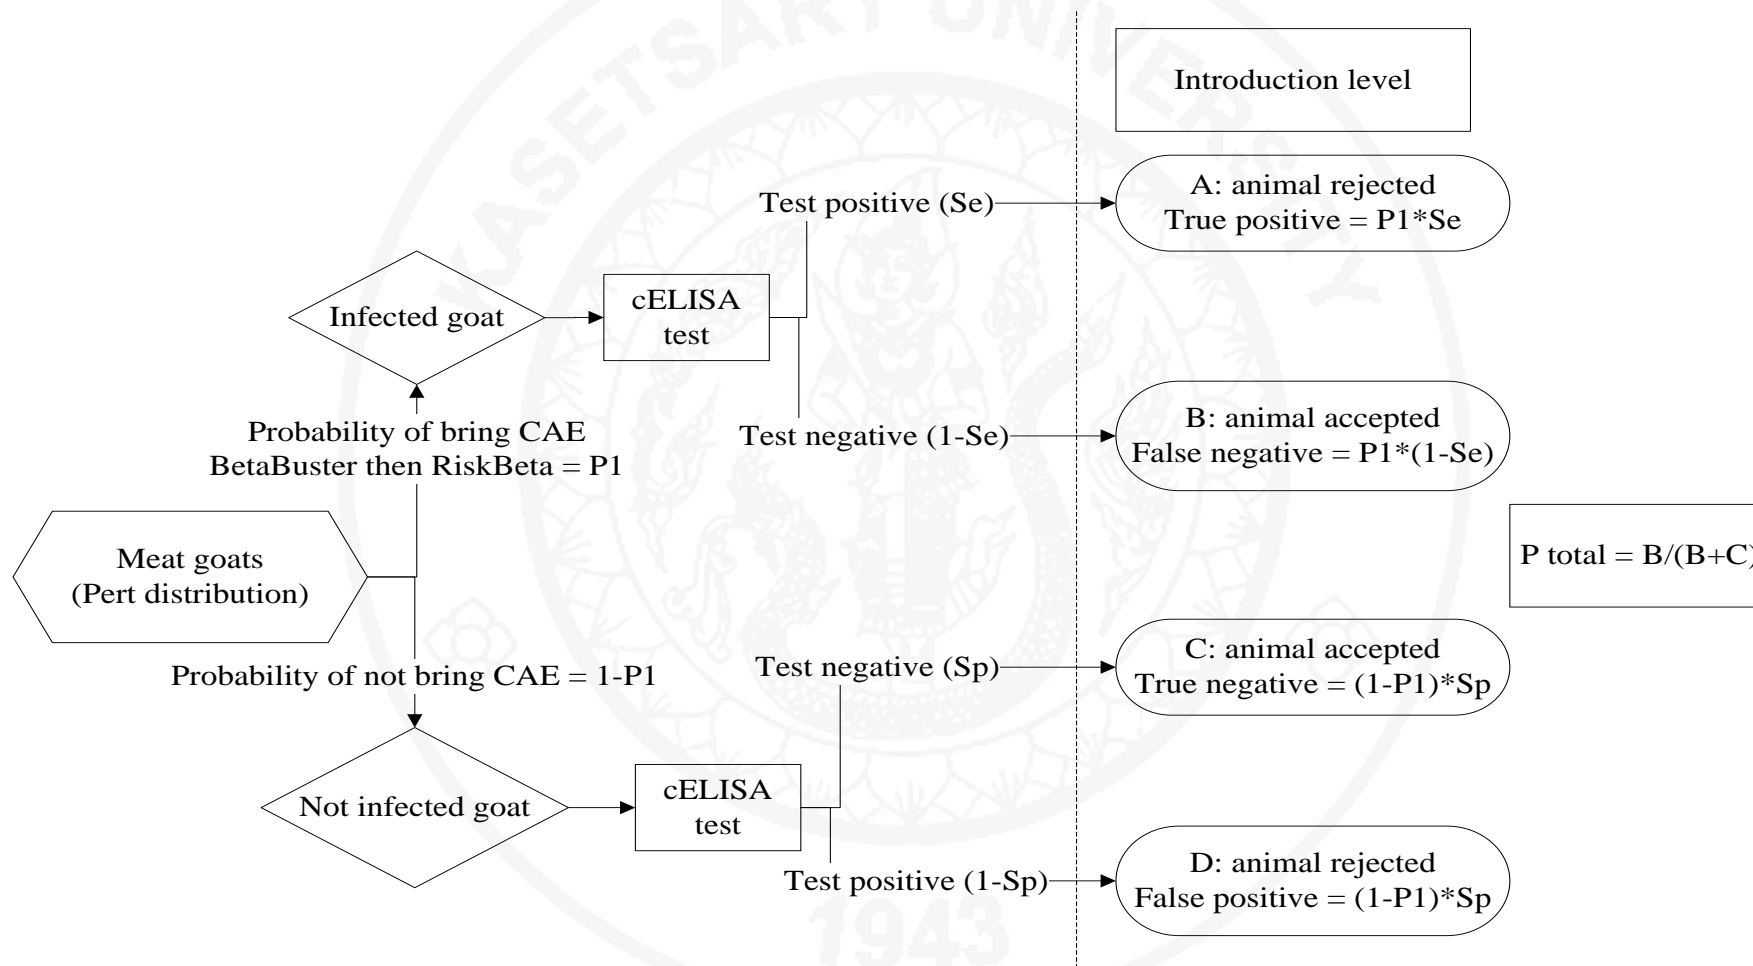 KASETSART UNIVERSITY
Introduction level
A: animal rejected
True positive = P1*Se
Test positive (Se)
Infected goat
cELISA
test
Test negative (1-Se)
B: animal accepted
False negative = P1*(1-Se)
Probability of bring CAE
BetaBuster then RiskBeta = P1
Meat goats
(Pert distribution)
P total = B/(B+C)
Probability of not bring CAE = 1-P1
Test negative (Sp)
C: animal accepted
True negative = (1-P1)*Sp
Not infected goat
cELISA
test
Test positive (1-Sp)
D: animal rejected
False positive = (1-P1)*Sp
1943